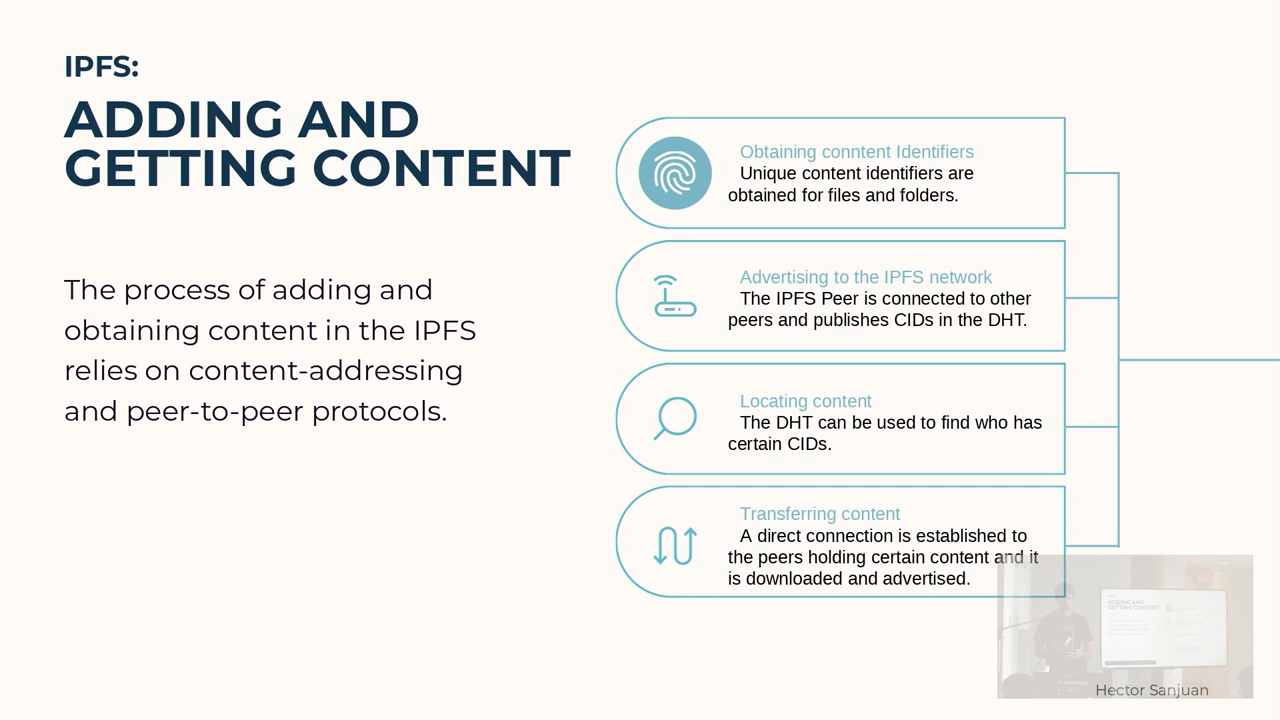 IPFS:
ADDING AND
GETTING CONTENT
The process of adding and
obtaining content in the IPFS
relies on content-addressing
and peer-to-peer protocols.
Obtaining conntent Identifiers
Unique content identifiers are
obtained for files and folders.
Advertising to the IPFS network
The IPFS Peer is connected to other
peers and publishes CIDs in the DHT.
Locating content
The DHT can be used to find who has
certain CIDs.
Transferring content
A direct connection is established to
the peers holding certain content and it
is downloaded and advertised.
ADDING AND
GETTING CONTENT
Hector Sanjuan